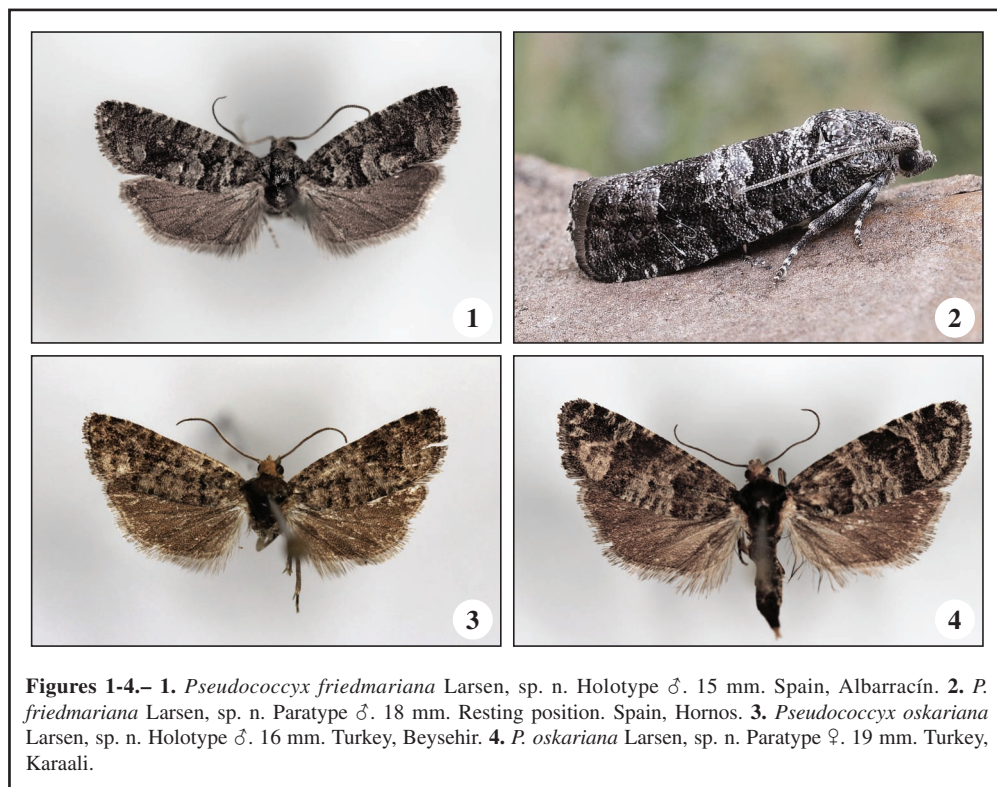 1
2
3
4
Figures 1-4.– 1. Pseudococcyx friedmariana Larsen, sp. n. Holotype ♂. 15 mm. Spain, Albarracín. 2. P.
friedmariana Larsen, sp. n. Paratype ♂. 18 mm. Resting position. Spain, Hornos. 3. Pseudococcyx oskariana
Larsen, sp. n. Holotype ♂. 16 mm. Turkey, Beysehir. 4. P. oskariana Larsen, sp. n. Paratype ♀. 19 mm. Turkey,
Karaali.